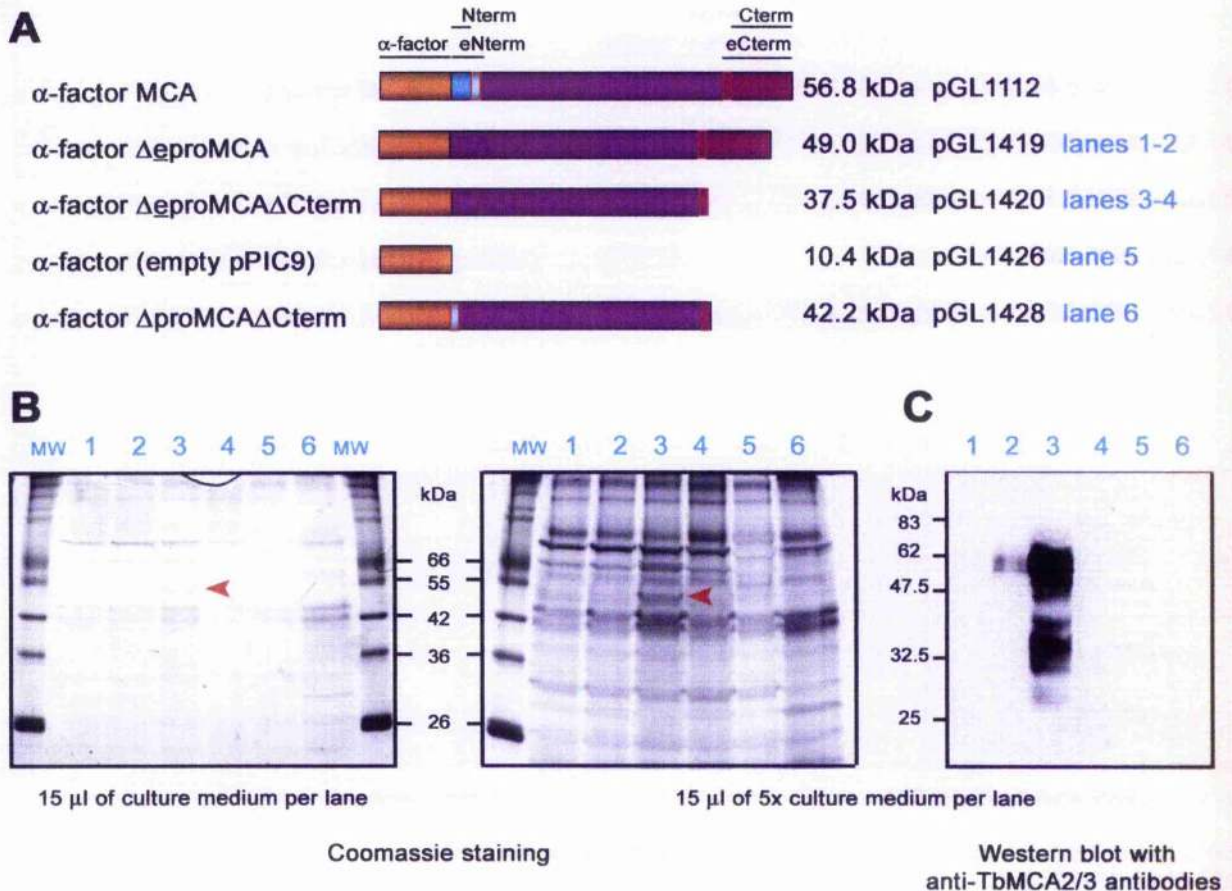 A
Nterm
Cterm
α-factor eNterm
eCterm
α-factor MCA
56.8 kDa pGL1112
α-factor ΔeproMCA
49.0 kDa pGL1419 lanes 1-2
α-factor ΔeproMCAΔCterm
37.5 kDa pGL1420 lanes 3-4
α-factor (empty pPIC9)
10.4 kDa pGL1426 lane 5
α-factor ΔproMCAΔCterm
42.2 kDa pGL1428 lane 6
B
MW 1 2 3 4 5 6 MW
kDa
66
55
42
36
26
15 µl of culture medium per lane
MW 1 2 3 4 5 6
15 µl of 5x culture medium per lane
Coomassie staining
C
1 2 3 4 5 6
kDa
83
62
47.5
32.5
25
Western blot with
anti-TbMCA2/3 antibodies